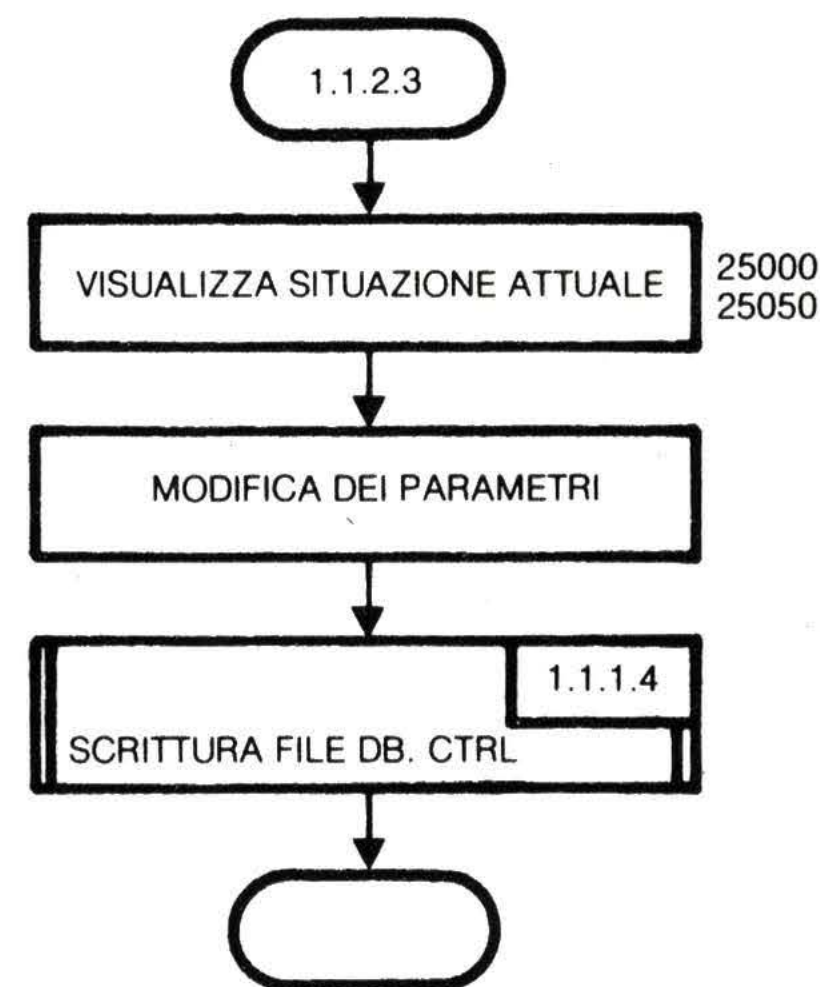 1.1.2.3
VISUALIZZA SITUAZIONE ATTUALE
25000
25050
MODIFICA DEI PARAMETRI
1.1.1.4
SCRITTURA FILE DB. CTRL